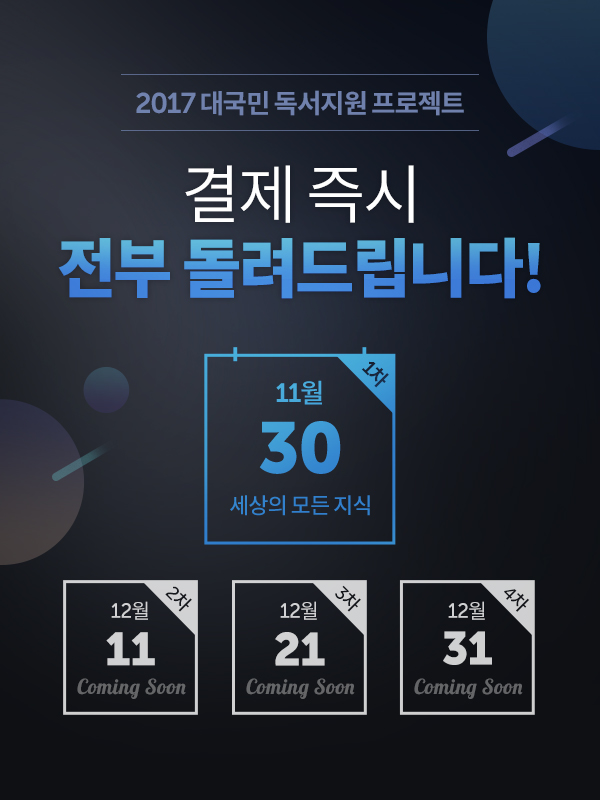 2017 대국민 독서지원 프로젝트
결제 즉시
전부 돌려드립니다!
1차
11월
30
세상의 모든 지식
2차
12월
11
Coming Soon
3차
12월
21
Coming Soon
4차
12월
31
Coming Soon